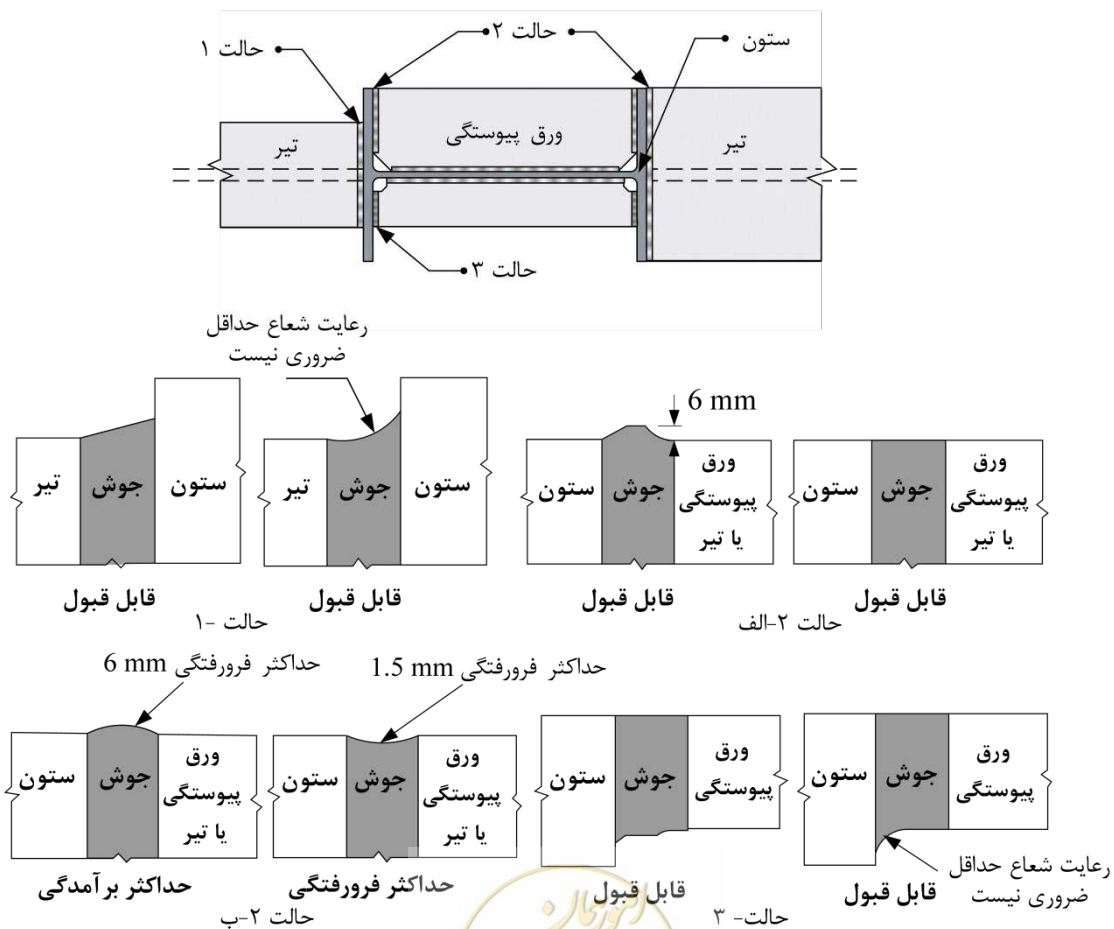 حالت ۱
حالت ۲
ستون
تیر
ورق پیوستگی
تیر
حالت ۳
رعایت شعاع حداقل
ضروری نیست
6 mm
تیر
جوش
ستون
تیر
جوش
ستون
ستون
جوش
ورق
پیوستگی
یا تیر
ستون
جوش
ورق
پیوستگی
یا تیر
قابل قبول
قابل قبول
قابل قبول
قابل قبول
حالت -۱
حالت ۲-الف
حداکثر فرورفتگی 6 mm
حداکثر فرورفتگی 1.5 mm
ستون
جوش
ورق
پیوستگی
یا تیر
ستون
جوش
ورق
پیوستگی
یا تیر
ستون
جوش
ورق
پیوستگی
ستون
جوش
ورق
پیوستگی
حداکثر برآمدگی
حداکثر فرورفتگی
قابل قبول
قابل قبول
رعایت شعاع حداقل
ضروری نیست
حالت ۲-ب
حالت- ۳